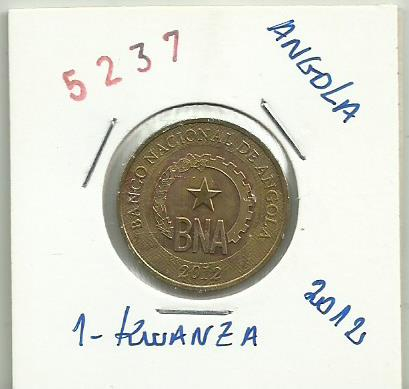 5237
ANGOLA
BANCO NACIONAL DE ANGOLA
BNA
2012
1-KWANZA
2012